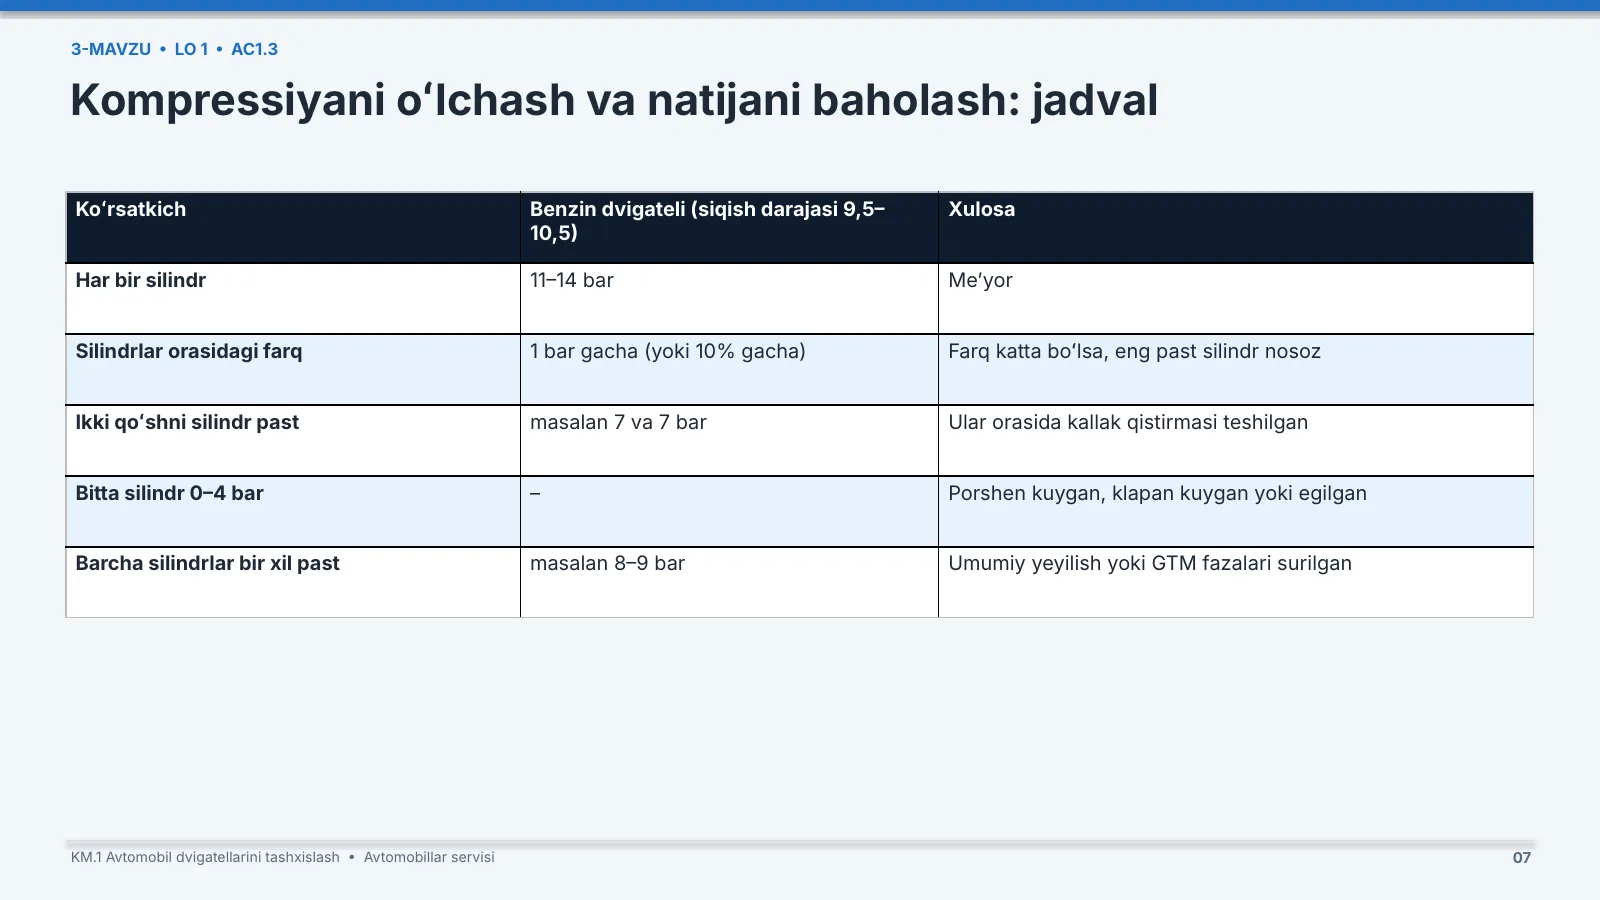 3-MAVZU • LO 1 • AC1.3
Kompressiyani oʻlchash va natijani baholash: jadval
Koʻrsatkich
Benzin dvigateli (siqish darajasi 9,5–
10,5)
Xulosa
Har bir silindr
11–14 bar
Meʼyor
Silindrlar orasidagi farq
1 bar gacha (yoki 10% gacha)
Farq katta boʻlsa, eng past silindr nosoz
Ikki qoʻshni silindr past
masalan 7 va 7 bar
Ular orasida kallak qistirmasi teshilgan
Bitta silindr 0–4 bar
–
Porshen kuygan, klapan kuygan yoki egilgan
Barcha silindrlar bir xil past
masalan 8–9 bar
Umumiy yeyilish yoki GTM fazalari surilgan
KM.1 Avtomobil dvigatellarini tashxislash • Avtomobillar servisi
07